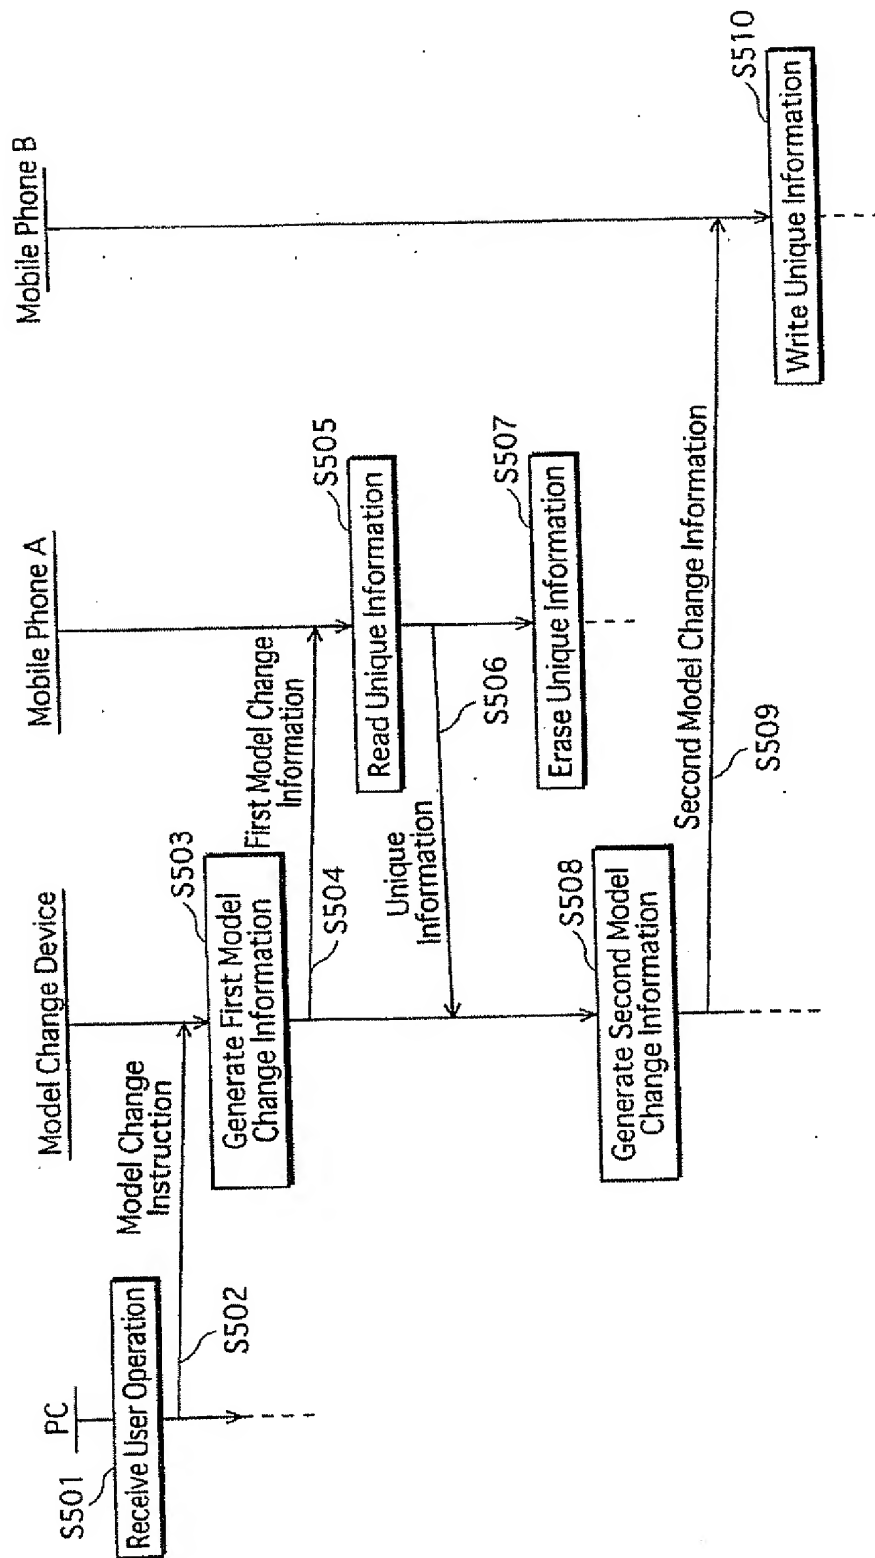 PC
Model Change Device
Mobile Phone A
Mobile Phone B
S501
Receive User Operation
S502
Model Change
Instruction
S503
Generate First Model
Change Information
S504
First Model Change
Information
S505
Read Unique Information
S506
Unique
Information
S507
Erase Unique Information
S508
Generate Second Model
Change Information
S509
Second Model Change Information
S510
Write Unique Information